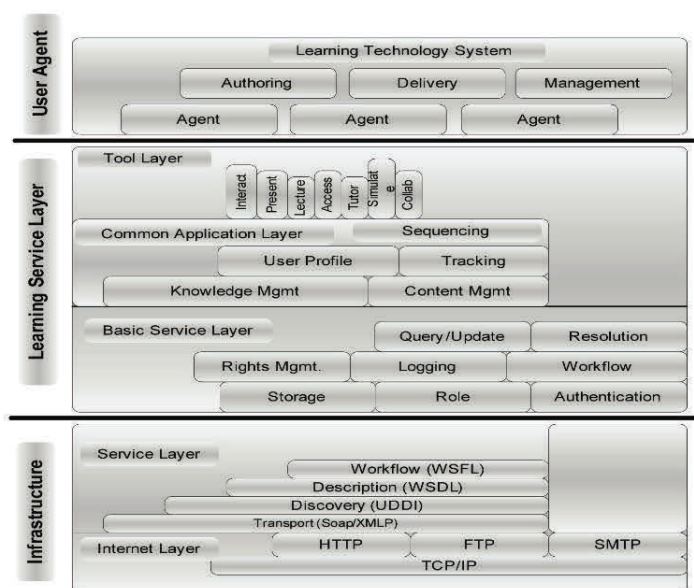 User Agent
Learning Technology System
Authoring Delivery Management
Agent Agent Agent
Learning Service Layer
Tool Layer
Interact
Present
Lecture
Access
Tutor
Simulat
e
Collab
Common Application Layer Sequencing
User Profile Tracking
Knowledge Mgmt Content Mgmt
Basic Service Layer
Query/Update Resolution
Rights Mgmt. Logging Workflow
Storage Role Authentication
Infrastructure
Service Layer
Workflow (WSFL)
Description (WSDL)
Discovery (UDDI)
Transport (Soap/XMLP)
Internet Layer HTTP FTP SMTP
TCP/IP